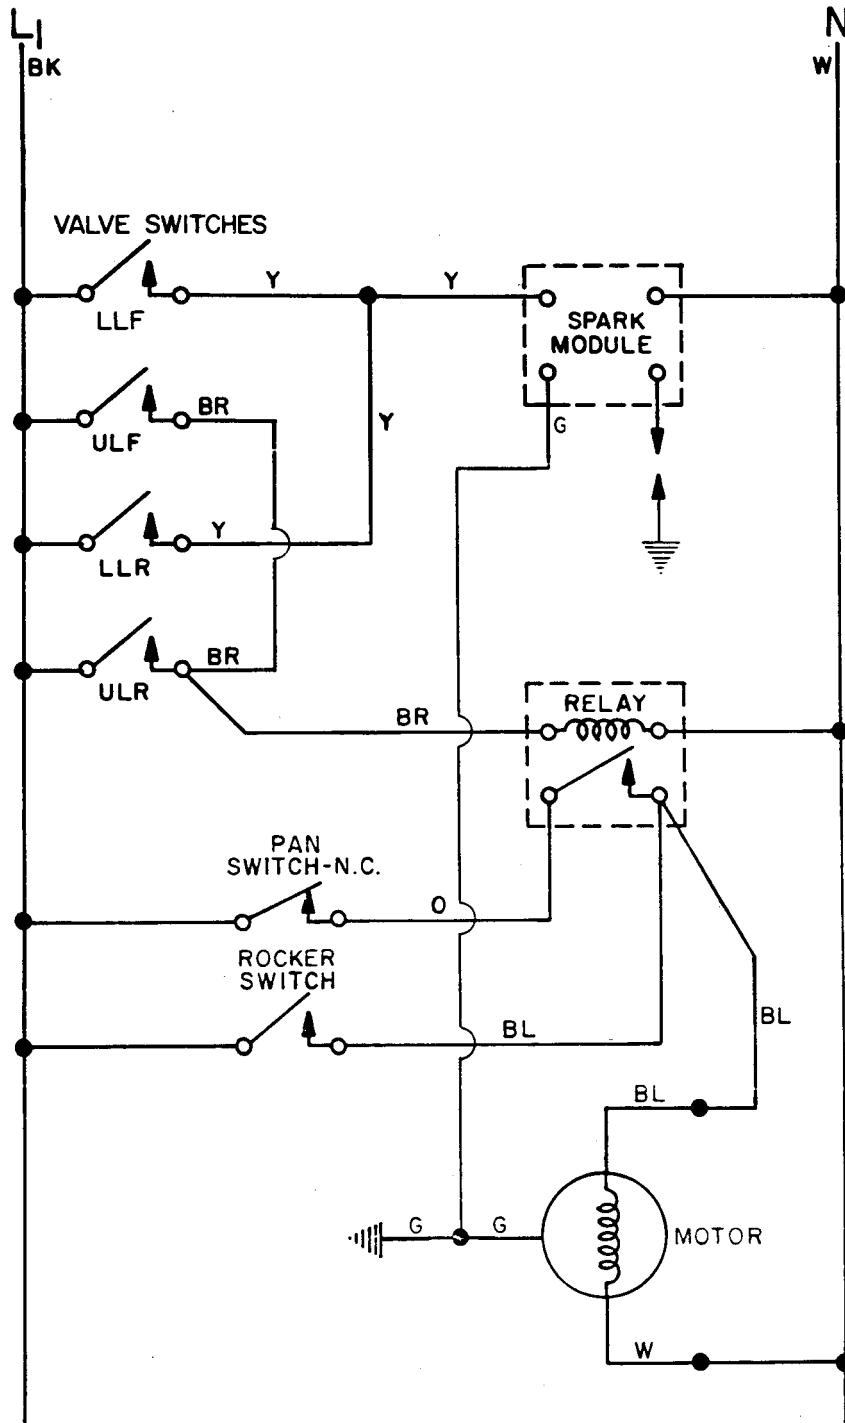 L1
N
BK
W
VALVE SWITCHES
Y
Y
LLF
SPARK
MODULE
BR
Y
ULF
G
Y
LLR
BR
ULR
BR
RELAY
PAN
SWITCH-N.C.
O
ROCKER
SWITCH
BL
BL
BL
G
G
MOTOR
W